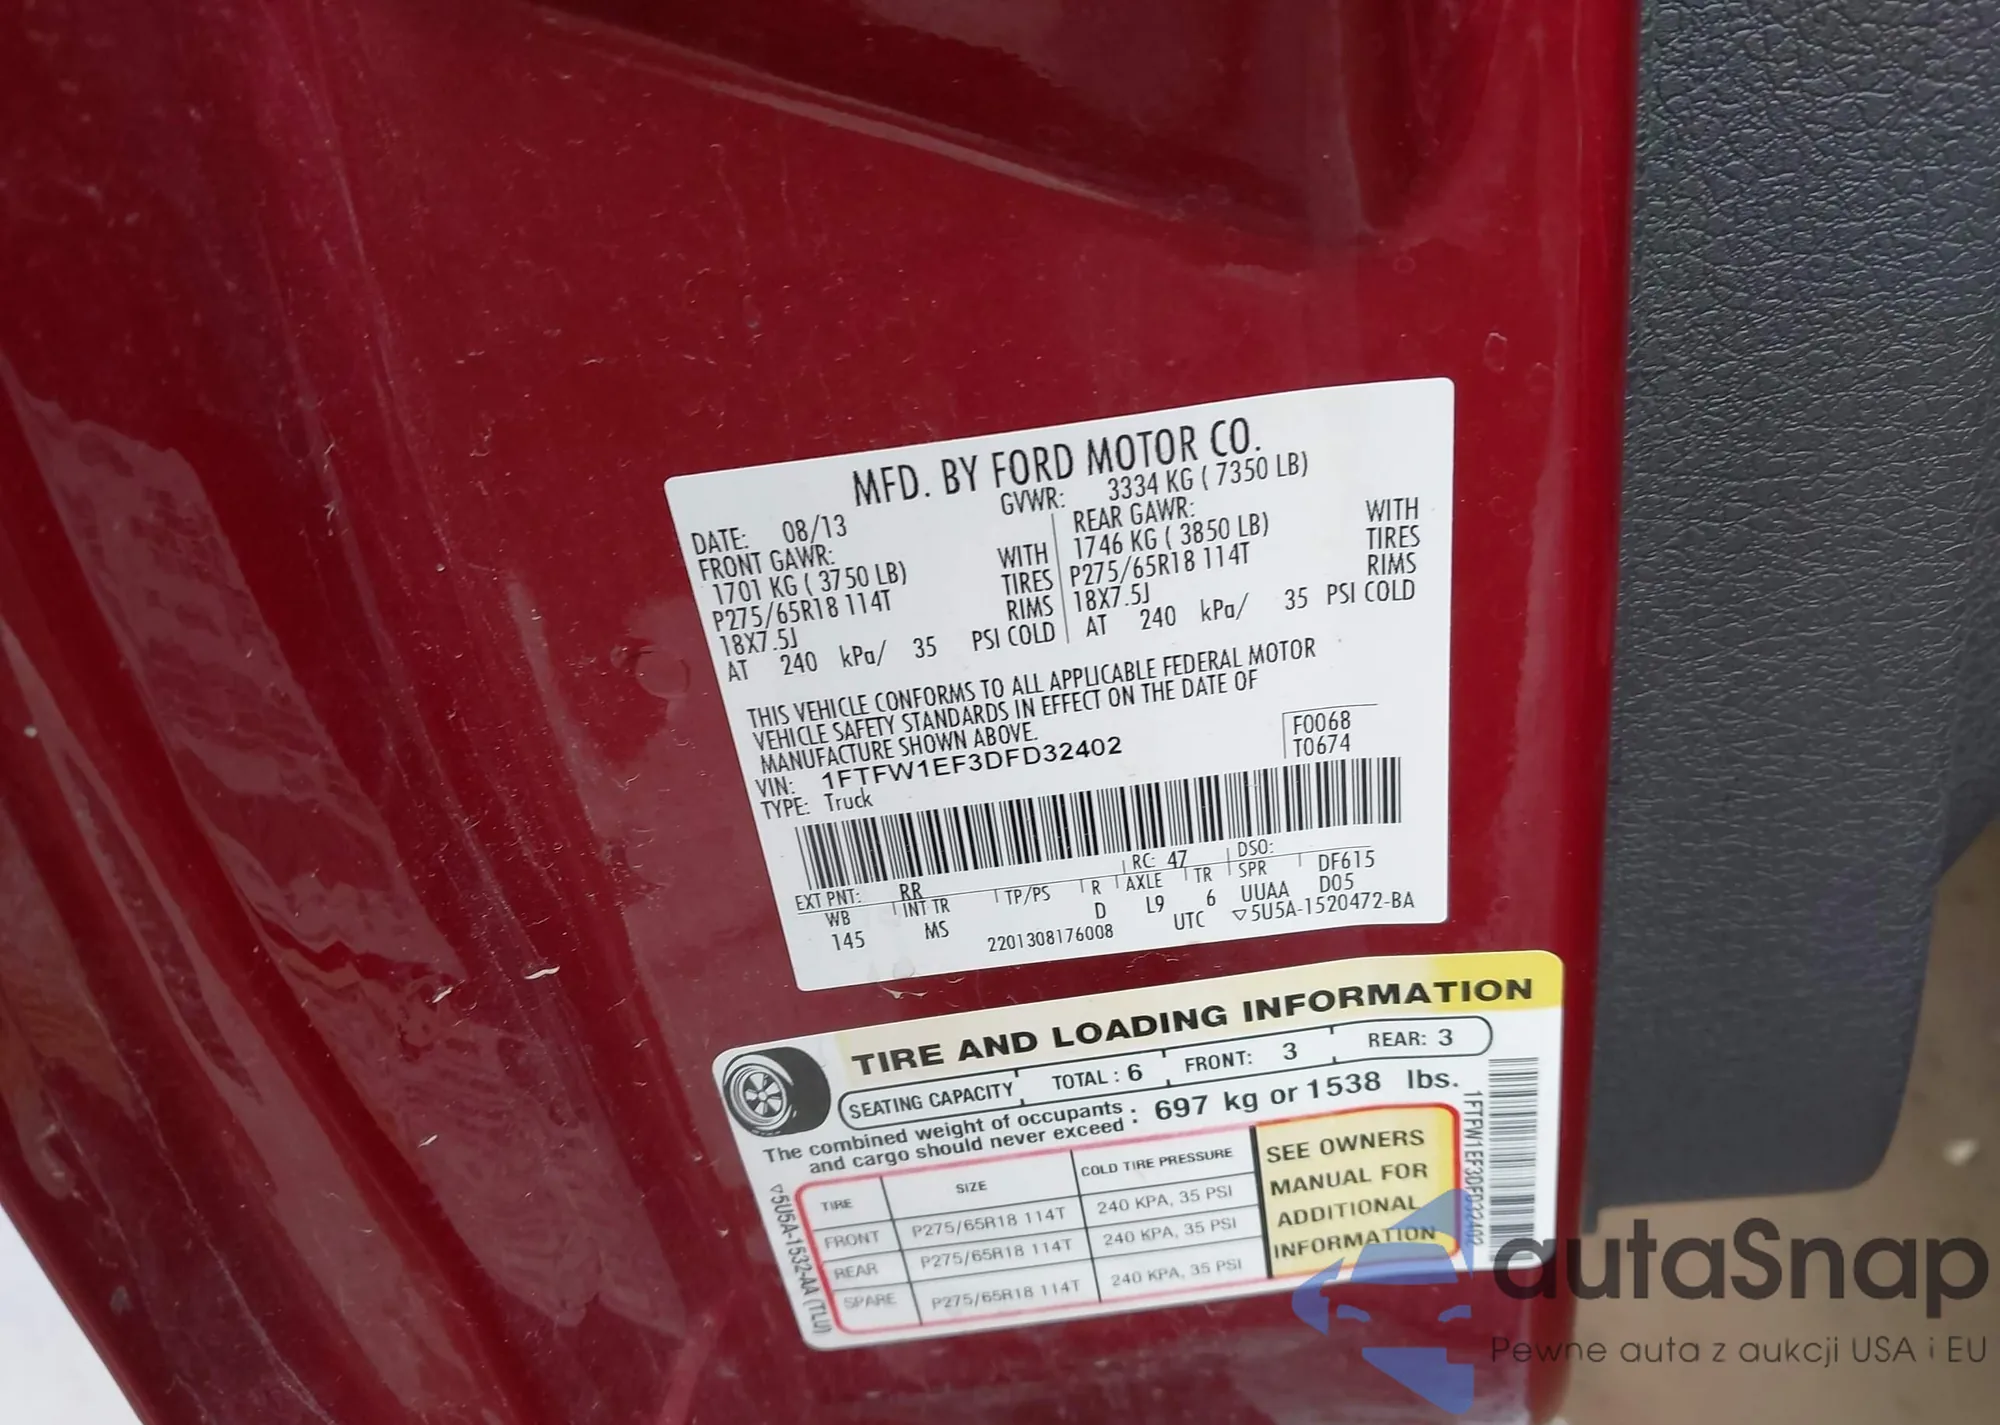 MFD. BY FORD MOTOR CO.
DATE: 08/13 GVWR: 3334 KG ( 7350 LB)
FRONT GAWR: REAR GAWR:
1701 KG ( 3750 LB) WITH 1746 KG ( 3850 LB) WITH
P275/65R18 114T TIRES P275/65R18 114T TIRES
18X7.5J RIMS 18X7.5J RIMS
AT 240 kPa/ 35 PSI COLD AT 240 kPa/ 35 PSI COLD
THIS VEHICLE CONFORMS TO ALL APPLICABLE FEDERAL MOTOR
VEHICLE SAFETY STANDARDS IN EFFECT ON THE DATE OF
MANUFACTURE SHOWN ABOVE.
VIN: 1FTFW1EF3DFD32402
TYPE: Truck
F0068
T0674
EXT PNT: RR RC: 47 DSO:
WB INT TR TP/PS R AXLE TR SPR DF615
145 MS D L9 6 UUAA D05
2201308176008 UTC ▽5U5A-1520472-BA
TIRE AND LOADING INFORMATION
SEATING CAPACITY TOTAL : 6 FRONT: 3 REAR: 3
The combined weight of occupants
and cargo should never exceed : 697 kg or 1538 lbs.
TIRE SIZE COLD TIRE PRESSURE
FRONT P275/65R18 114T 240 KPA, 35 PSI
REAR P275/65R18 114T 240 KPA, 35 PSI
SPARE P275/65R18 114T 240 KPA, 35 PSI
SEE OWNERS
MANUAL FOR
ADDITIONAL
INFORMATION
▽5U5A-1532-AA (TLU)
1FTFW1EF3DFD32402
autaSnap
Pewne auta z aukcji USA i EU